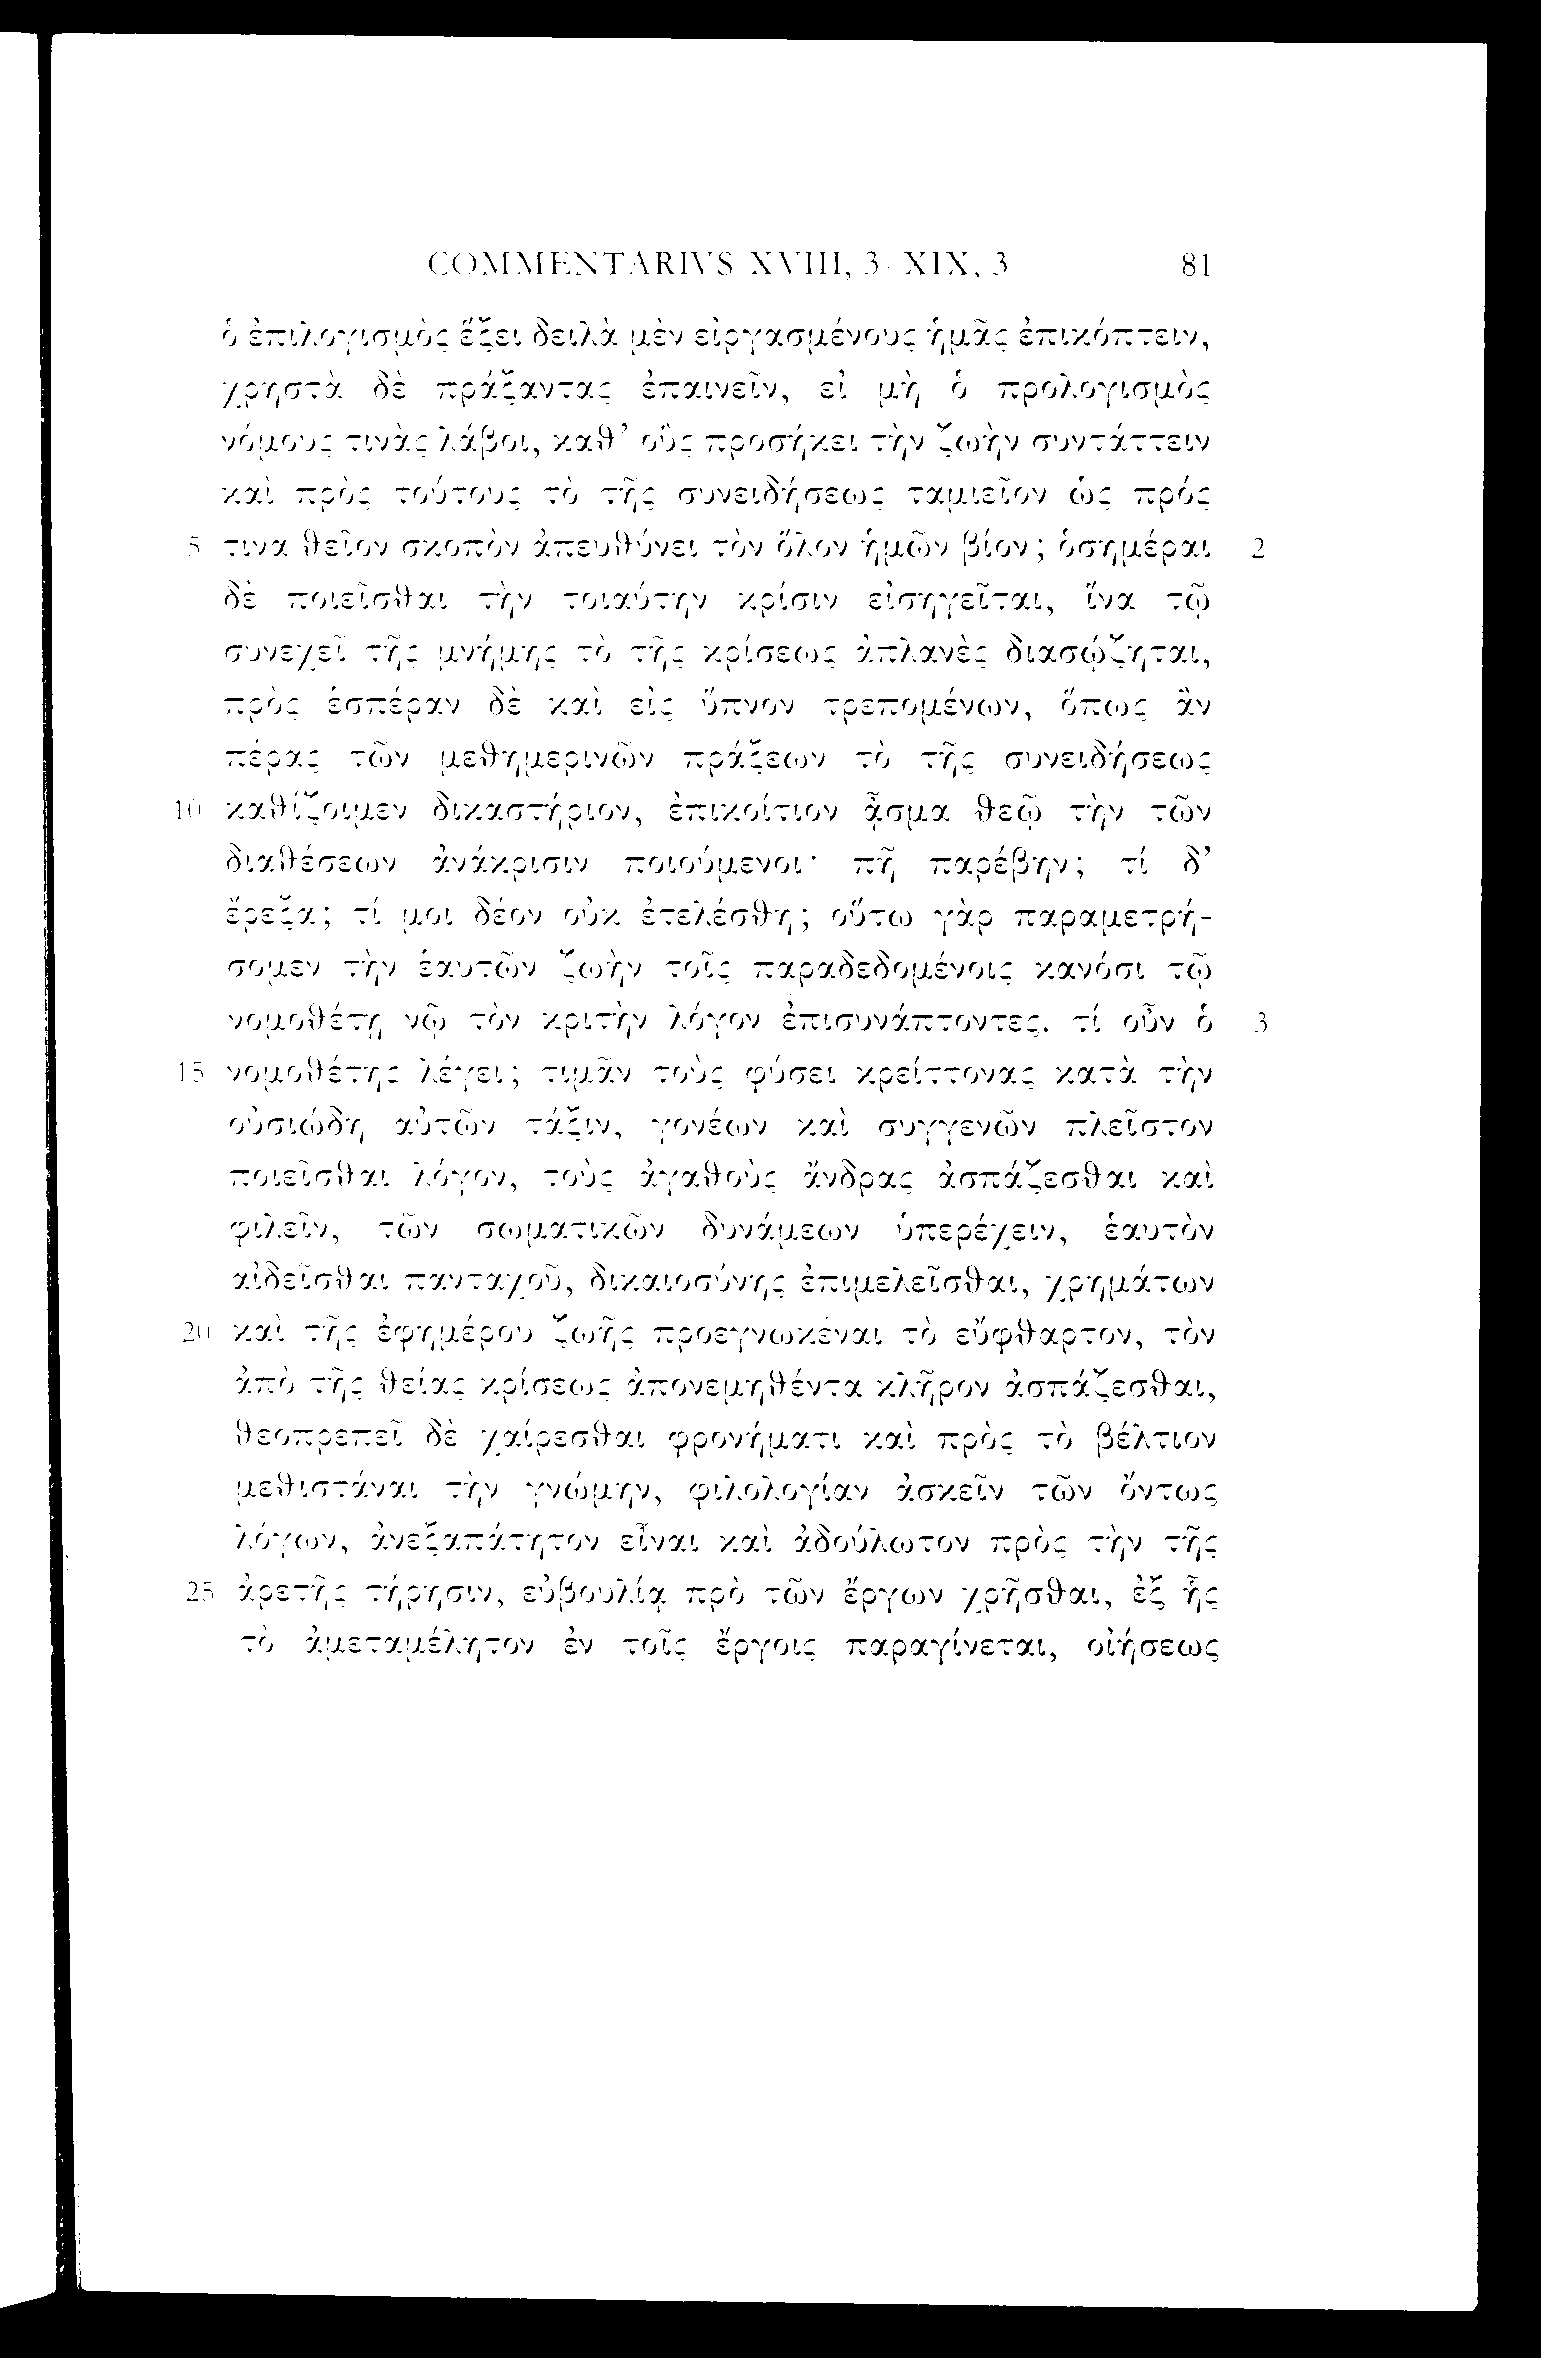 COMMENTARIVS XVIII, 3 - XIX, 3 81
ὁ ἐπιλογισμὸς ἕξει δειλὰ μὲν εἰργασμένους ἡμᾶς ἐπικόπτειν,
χρηστὰ δὲ πράξαντας ἐπαινεῖν, εἰ μὴ ὁ προλογισμὸς
νόμους τινὰς λάβοι, καθ’ οὓς προσήκει τὴν ζωὴν συντάττειν
καὶ πρὸς τούτους τὸ τῆς συνειδήσεως ταμιεῖον ὡς πρός
5 τινα θεῖον σκοπὸν ἀπευθύνει τὸν ὅλον ἡμῶν βίον; ὁσημέραι 2
δὲ ποιεῖσθαι τὴν τοιαύτην κρίσιν εἰσηγεῖται, ἵνα τῷ
συνεχεῖ τῆς μνήμης τὸ τῆς κρίσεως ἀπλανὲς διασῴζηται,
πρὸς ἑσπέραν δὲ καὶ εἰς ὕπνον τρεπομένων, ὅπως ἂν
πέρας τῶν μεθημερινῶν πράξεων τὸ τῆς συνειδήσεως
10 καθίζοιμεν δικαστήριον, ἐπικοίτιον ᾆσμα θεῷ τὴν τῶν
διαθέσεων ἀνάκρισιν ποιούμενοι· πῆ παρέβην; τί δ’
ἔρεξα; τί μοι δέον οὐκ ἐτελέσθη; οὕτω γὰρ παραμετρή-
σομεν τὴν ἑαυτῶν ζωὴν τοῖς παραδεδομένοις κανόσι τῷ
νομοθέτῃ νῷ τὸν κριτὴν λόγον ἐπισυνάπτοντες. τί οὖν ὁ 3
15 νομοθέτης λέγει; τιμᾶν τοὺς φύσει κρείττονας κατὰ τὴν
οὐσιώδη αὐτῶν τάξιν, γονέων καὶ συγγενῶν πλεῖστον
ποιεῖσθαι λόγον, τοὺς ἀγαθοὺς ἄνδρας ἀσπάζεσθαι καὶ
φιλεῖν, τῶν σωματικῶν δυνάμεων ὑπερέχειν, ἑαυτὸν
αἰδεῖσθαι πανταχοῦ, δικαιοσύνης ἐπιμελεῖσθαι, χρημάτων
20 καὶ τῆς ἐφημέρου ζωῆς προεγνωκέναι τὸ εὔφθαρτον, τὸν
ἀπὸ τῆς θείας κρίσεως ἀπονεμηθέντα κλῆρον ἀσπάζεσθαι,
θεοπρεπεῖ δὲ χαίρεσθαι φρονήματι καὶ πρὸς τὸ βέλτιον
μεθιστάναι τὴν γνώμην, φιλολογίαν ἀσκεῖν τῶν ὄντως
λόγων, ἀνεξαπάτητον εἶναι καὶ ἀδούλωτον πρὸς τὴν τῆς
25 ἀρετῆς τήρησιν, εὐβουλίᾳ πρὸ τῶν ἔργων χρῆσθαι, ἐξ ἧς
τὸ ἀμεταμέλητον ἐν τοῖς ἔργοις παραγίνεται, οἰήσεως